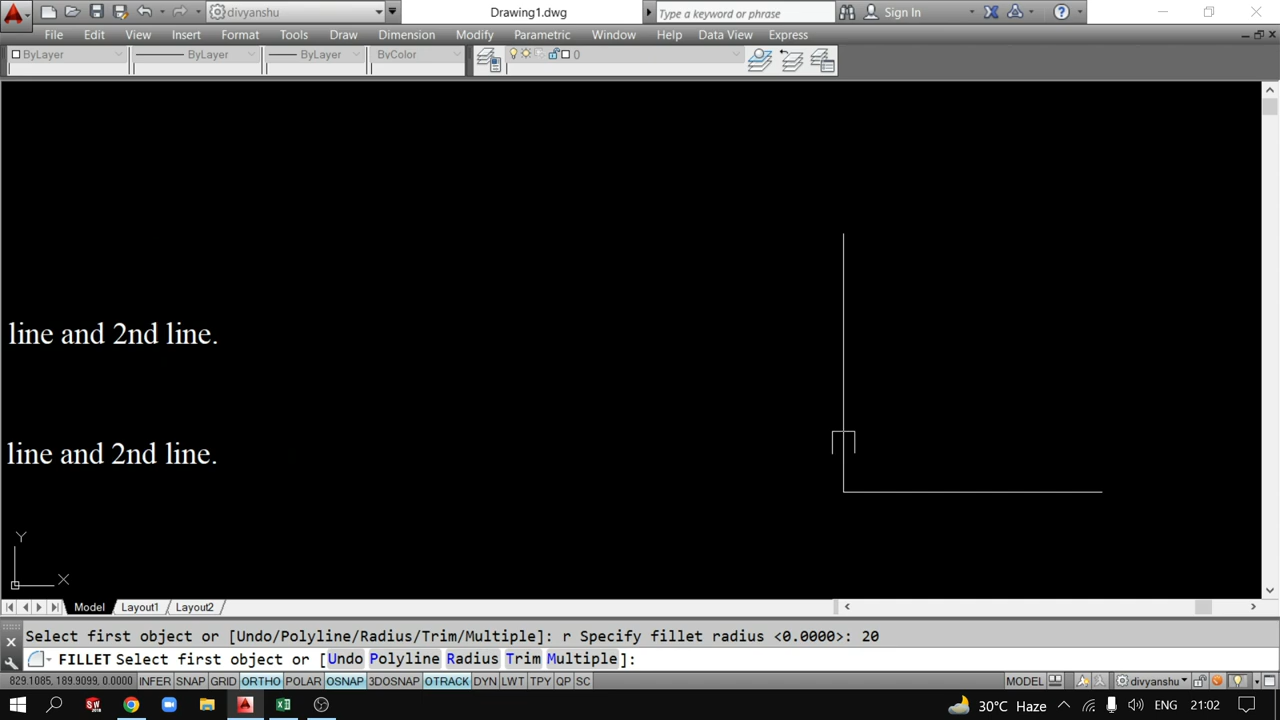 divyanshu Drawing1.dwg Type a keyword or phrase Sign In
File Edit View Insert Format Tools Draw Dimension Modify Parametric Window Help Data View Express
ByLayer ByLayer ByLayer ByColor 0
line and 2nd line.
line and 2nd line.
Y
X
Model Layout1 Layout2
Select first object or [Undo/Polyline/Radius/Trim/Multiple]: r Specify fillet radius <0.0000>: 20
FILLET Select first object or [Undo Polyline Radius Trim Multiple]:
829.1085, 189.9099, 0.0000 INFER SNAP GRID ORTHO POLAR OSNAP 3DOSNAP OTRACK DYN LWT TPY QP SC MODEL divyanshu
30°C Haze ENG 21:02